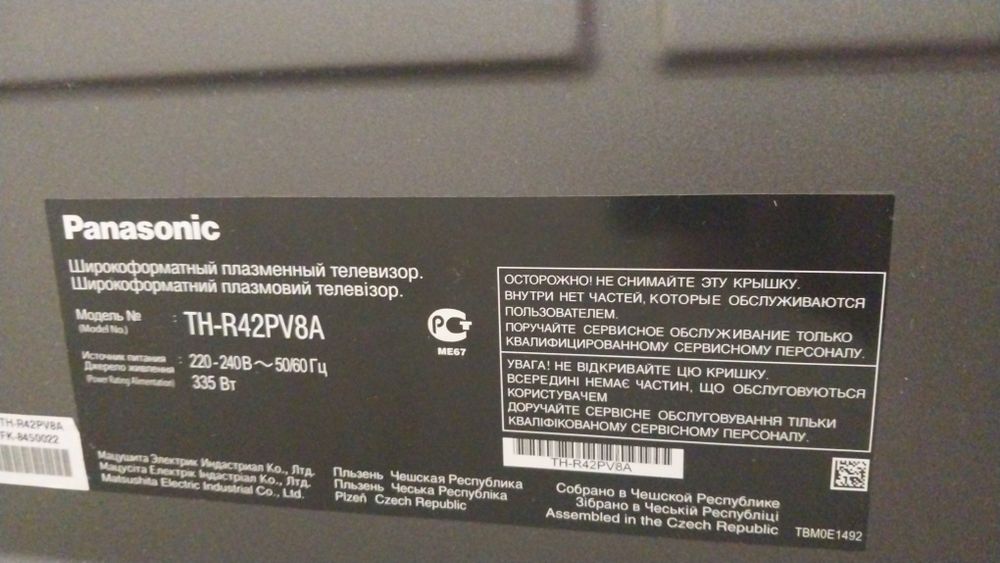 Panasonic
Широкоформатный плазменный телевизор.
Широкоформатний плазмовий телевізор.
Модель №
(Model No.)
: TH-R42PV8A
Источник питания
Джерело живлення
(Power Rating Alimentation)
: 220-240В ~ 50/60 Гц
335 Вт
ME67
ОСТОРОЖНО! НЕ СНИМАЙТЕ ЭТУ КРЫШКУ.
ВНУТРИ НЕТ ЧАСТЕЙ, КОТОРЫЕ ОБСЛУЖИВАЮТСЯ
ПОЛЬЗОВАТЕЛЕМ.
ПОРУЧАЙТЕ СЕРВИСНОЕ ОБСЛУЖИВАНИЕ ТОЛЬКО
КВАЛИФИЦИРОВАННОМУ СЕРВИСНОМУ ПЕРСОНАЛУ.
УВАГА! НЕ ВІДКРИВАЙТЕ ЦЮ КРИШКУ.
ВСЕРЕДИНІ НЕМАЄ ЧАСТИН, ЩО ОБСЛУГОВУЮТЬСЯ
КОРИСТУВАЧЕМ
ДОРУЧАЙТЕ СЕРВІСНЕ ОБСЛУГОВУВАННЯ ТІЛЬКИ
КВАЛІФІКОВАНОМУ СЕРВІСНОМУ ПЕРСОНАЛУ.
TH-R42PV8A
TH-R42PV8A
FK-8450022
Мацушита Электрик Индастриал Ко., Лтд.
Мацусіта Електрік Індастріал Ко., Лтд.
Matsushita Electric Industrial Co., Ltd.
Пльзень Чешская Республика
Пльзень Чеська Республіка
Plzeň Czech Republic
Собрано в Чешской Республике
Зібрано в Чеській Республіці
Assembled in the Czech Republic
TBM0E1492